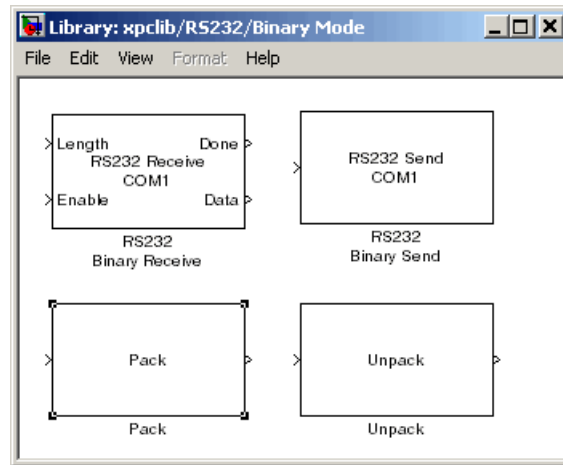 Library: xpclib/RS232/Binary Mode
File Edit View Format Help
Length Done
RS232 Receive
COM1
Enable Data
RS232
Binary Receive
RS232 Send
COM1
RS232
Binary Send
Pack
Pack
Unpack
Unpack